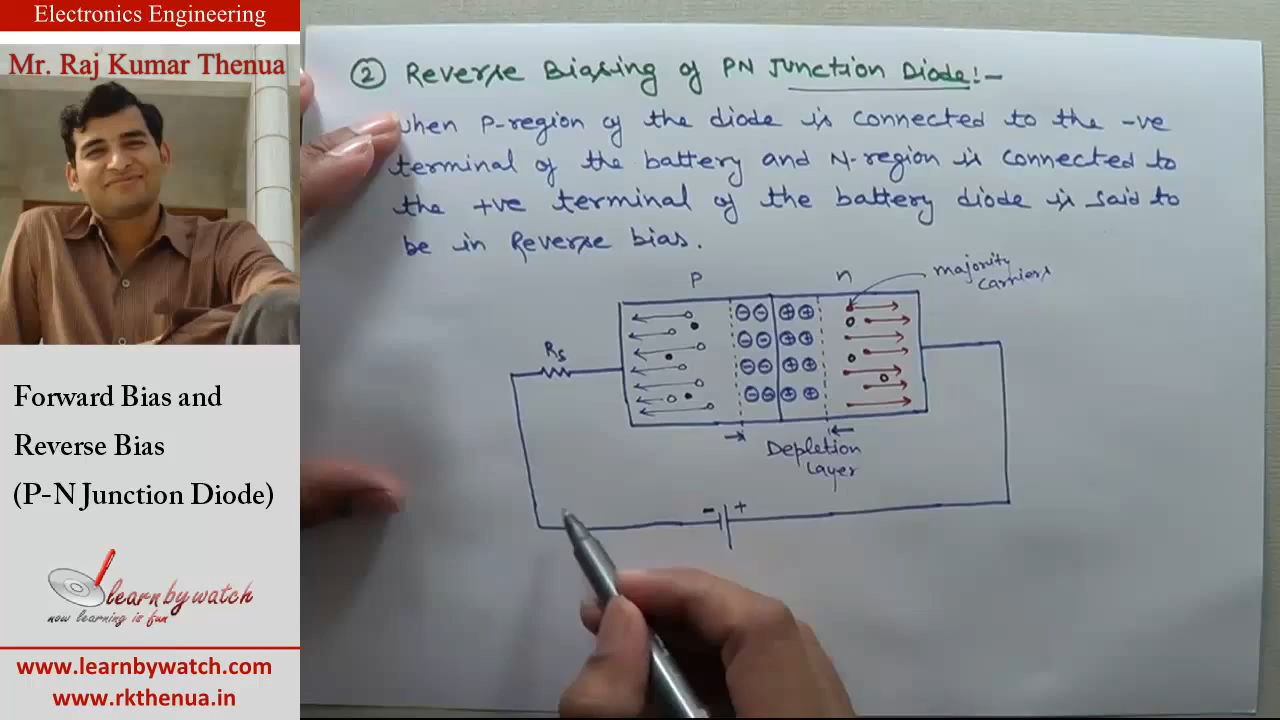 Electronics Engineering
Mr. Raj Kumar Thenua
Forward Bias and
Reverse Bias
(P-N Junction Diode)
learnbywatch
now learning is fun
www.learnbywatch.com
www.rkthenua.in
② Reverse Biasing of PN Junction Diode:-
When P-region of the diode is connected to the -ve
terminal of the battery and N-region is connected to
the +ve terminal of the battery diode is said to
be in Reverse bias.
P
n
majority
carriers
Rs
Depletion
Layer
- +